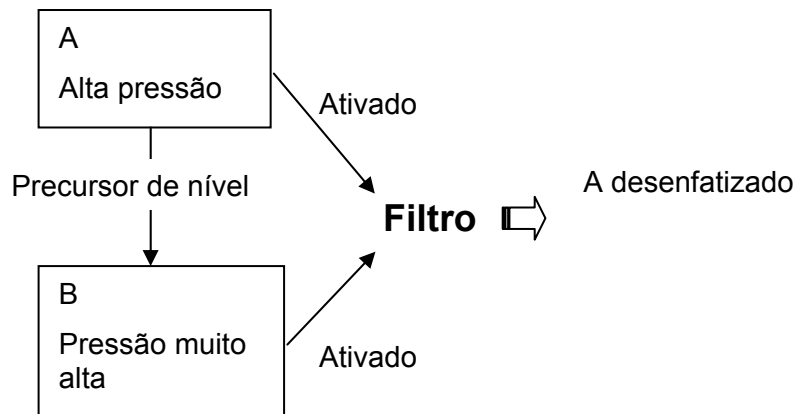 A
Alta pressão
Ativado
Precursor de nível
A desenfatizado
Filtro
B
Pressão muito
alta
Ativado